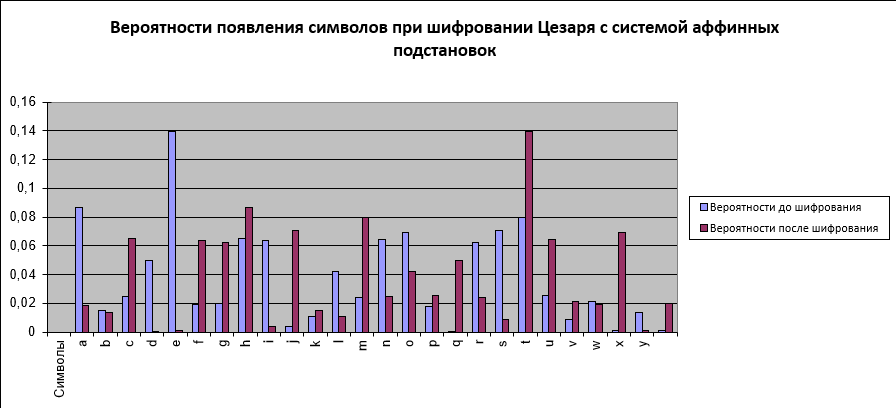 Вероятности появления символов при шифровании Цезаря с системой аффинных
подстановок
0,16
0,14
0,12
0,1
0,08
0,06
0,04
0,02
0
Символы
a
b
c
d
e
f
g
h
i
j
k
l
m
n
o
p
q
r
s
t
u
v
w
x
y
Вероятности до шифрования
Вероятности после шифрования